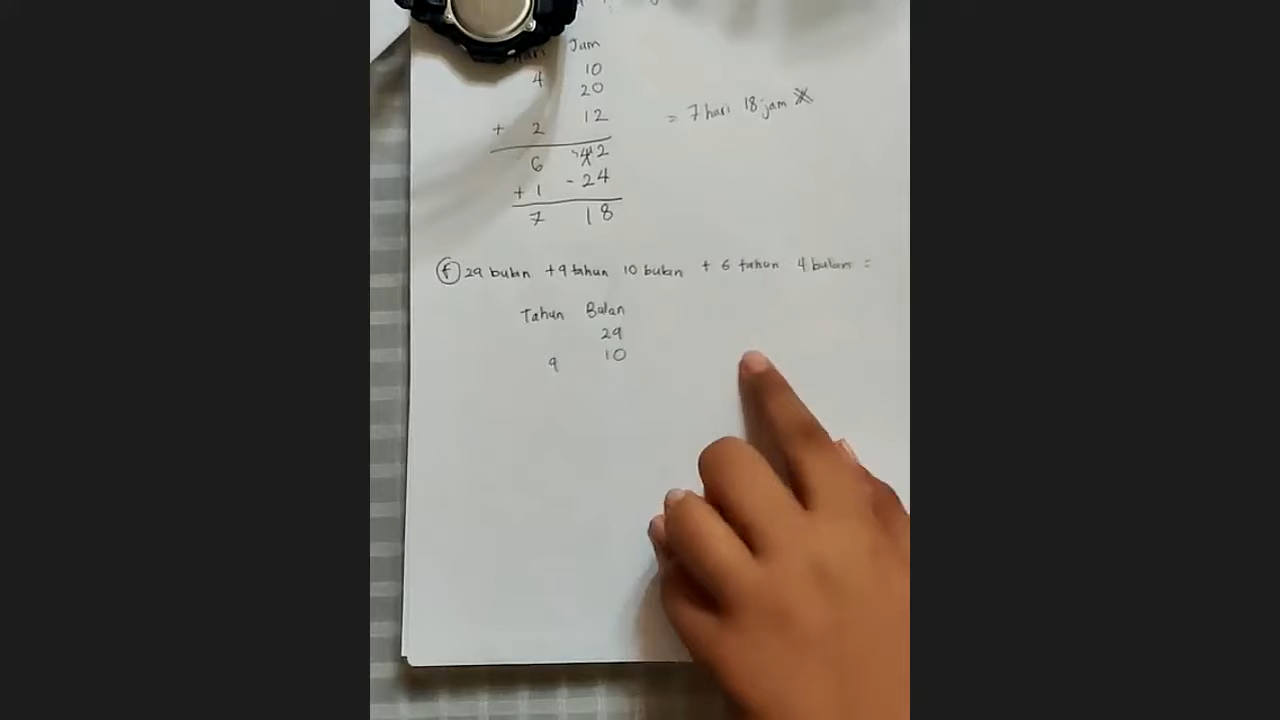 Hari Jam
4 10
20
+ 2 12
= 7 hari 18 jam
6 42
+ 1 - 24
7 18
f 29 bulan + 9 tahun 10 bulan + 6 tahun 4 bulan =
Tahun Bulan
29
9 10